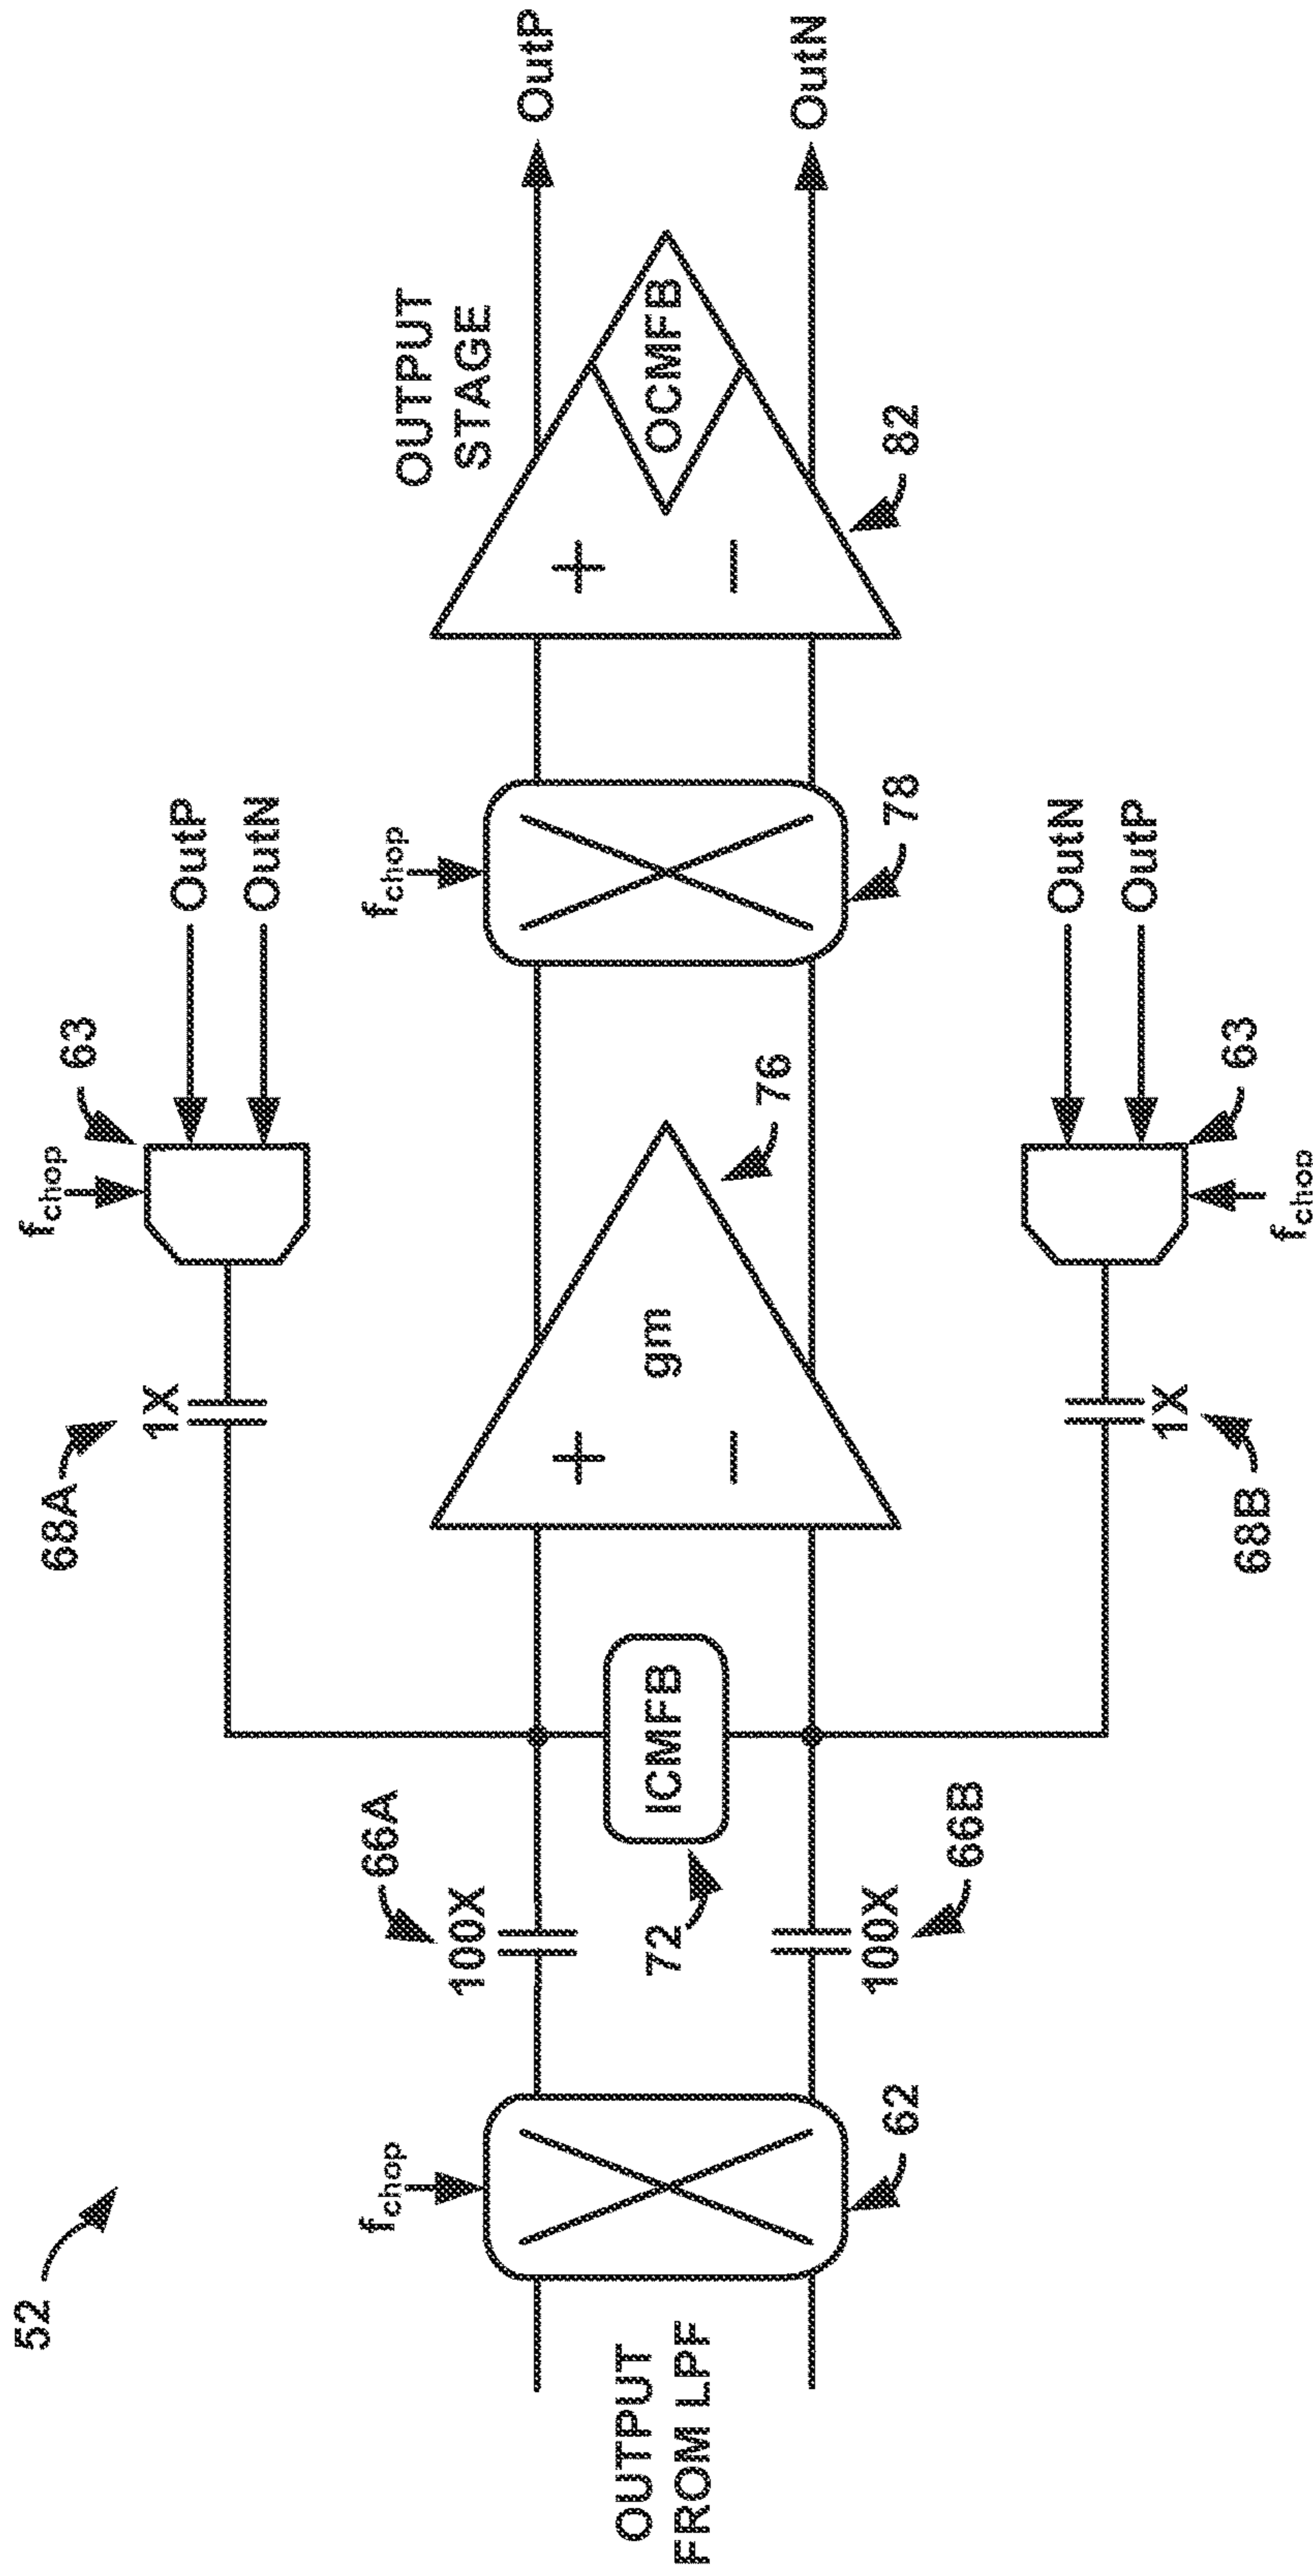 52
OUTPUT
FROM LPF
fchop
62
100X
66A
100X
66B
72
ICMFB
68A
1X
68B
1X
fchop
63
OutP
OutN
fchop
63
OutN
OutP
+
−
gm
76
fchop
78
+
−
OCMFB
82
OUTPUT
STAGE
OutP
OutN